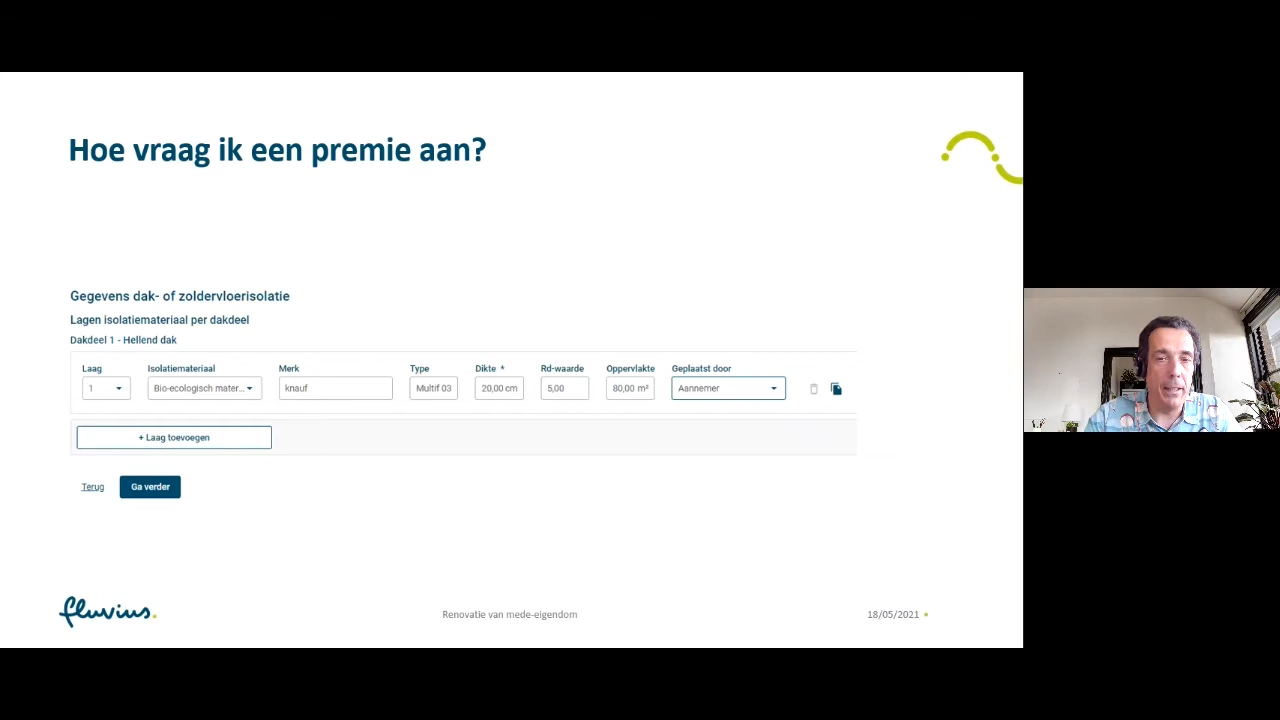 Hoe vraag ik een premie aan?
Gegevens dak- of zoldervloerisolatie
Lagen isolatiemateriaal per dakdeel
Dakdeel 1 - Hellend dak
Laag Isolatiemateriaal Merk Type Dikte * Rd-waarde Oppervlakte Geplaatst door
1 Bio-ecologisch mater... knauf Multif 03 20,00 cm 5,00 80,00 m² Aannemer
+ Laag toevoegen
Terug Ga verder
fluvius. Renovatie van mede-eigendom 18/05/2021